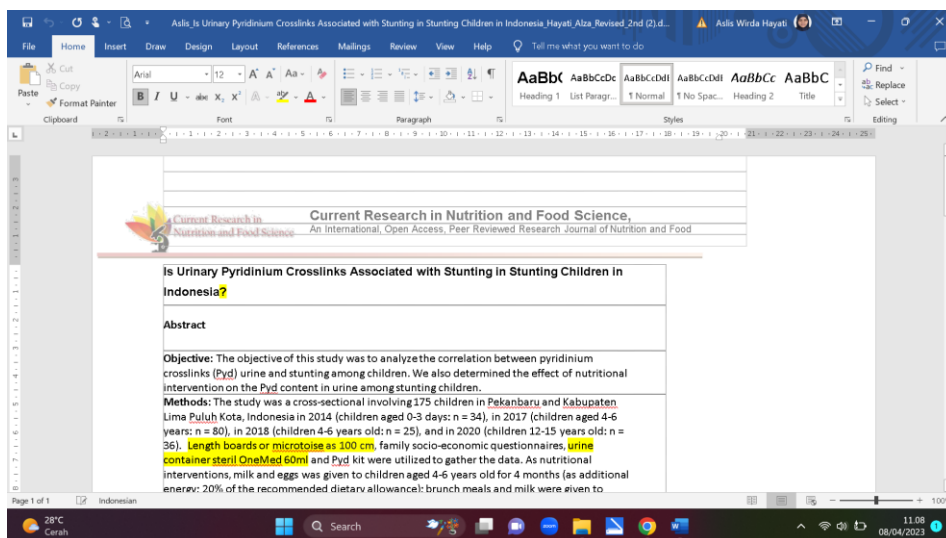 Aslis_Is Urinary Pyridinium Crosslinks Associated with Stunting in Stunting Children in Indonesia_Hayati_Alza_Revised_2nd (2).d...
Aslis Wirda Hayati
File Home Insert Draw Design Layout References Mailings Review View Help Tell me what you want to do
Paste
Cut
Copy
Format Painter
Clipboard
Arial 12
Font
Paragraph
AaBbC AaBbCcDc AaBbCcDdI AaBbCcDdI AaBbCc AaBbC
Heading 1 List Paragr... ¶ Normal ¶ No Spac... Heading 2 Title
Styles
Find
Replace
Select
Editing
Current Research in
Nutrition and Food Science
Current Research in Nutrition and Food Science,
An International, Open Access, Peer Reviewed Research Journal of Nutrition and Food
Is Urinary Pyridinium Crosslinks Associated with Stunting in Stunting Children in
Indonesia?
Abstract
Objective: The objective of this study was to analyze the correlation between pyridinium
crosslinks (Pyd) urine and stunting among children. We also determined the effect of nutritional
intervention on the Pyd content in urine among stunting children.
Methods: The study was a cross-sectional involving 175 children in Pekanbaru and Kabupaten
Lima Puluh Kota, Indonesia in 2014 (children aged 0-3 days: n = 34), in 2017 (children aged 4-6
years: n = 80), in 2018 (children 4-6 years old: n = 25), and in 2020 (children 12-15 years old: n =
36). Length boards or microtoise as 100 cm, family socio-economic questionnaires, urine
container steril OneMed 60ml and Pyd kit were utilized to gather the data. As nutritional
interventions, milk and eggs was given to children aged 4-6 years old for 4 months (as additional
energy: 20% of the recommended dietary allowance); brunch meals and milk were given to
Page 1 of 1 Indonesian
100%
28°C
Cerah
Search
11.08
08/04/2023